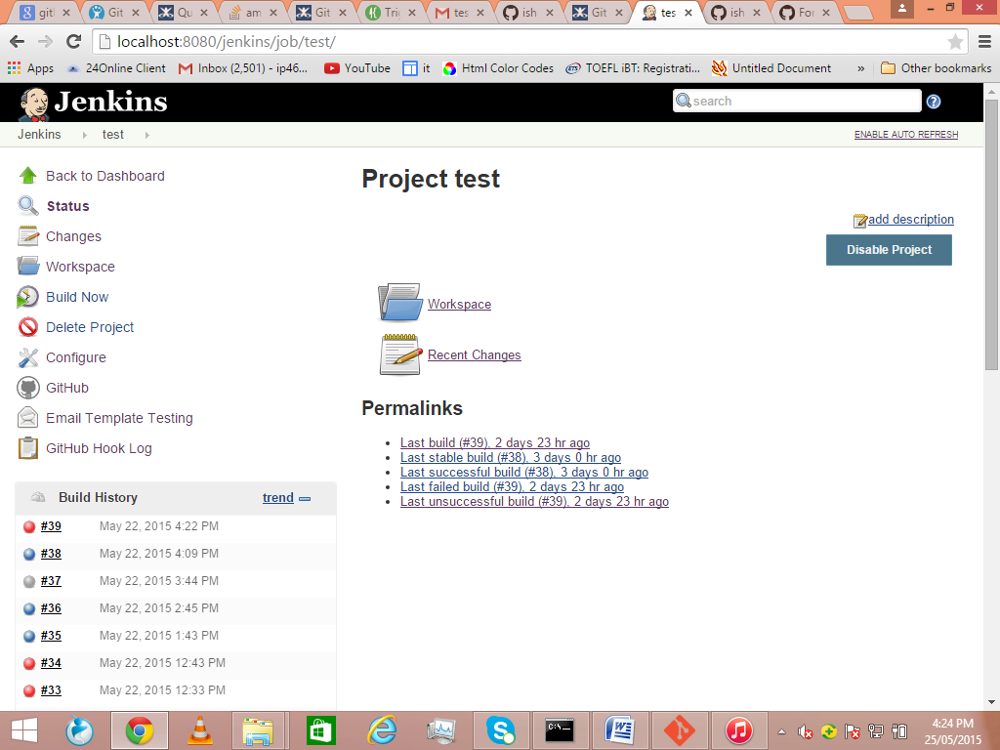 gitl
Git
Qu
am
Git
Trig
tes
ish
Git
tes
ish
For
localhost:8080/jenkins/job/test/
Apps 24Online Client Inbox (2,501) - ip46... YouTube it Html Color Codes TOEFL iBT: Registrati... Untitled Document » Other bookmarks
Jenkins
search
Jenkins test
ENABLE AUTO REFRESH
Back to Dashboard
Status
Changes
Workspace
Build Now
Delete Project
Configure
GitHub
Email Template Testing
GitHub Hook Log
Build History trend
#39 May 22, 2015 4:22 PM
#38 May 22, 2015 4:09 PM
#37 May 22, 2015 3:44 PM
#36 May 22, 2015 2:45 PM
#35 May 22, 2015 1:43 PM
#34 May 22, 2015 12:43 PM
#33 May 22, 2015 12:33 PM
Project test
add description
Disable Project
Workspace
Recent Changes
Permalinks
Last build (#39), 2 days 23 hr ago
Last stable build (#38), 3 days 0 hr ago
Last successful build (#38), 3 days 0 hr ago
Last failed build (#39), 2 days 23 hr ago
Last unsuccessful build (#39), 2 days 23 hr ago
4:24 PM
25/05/2015